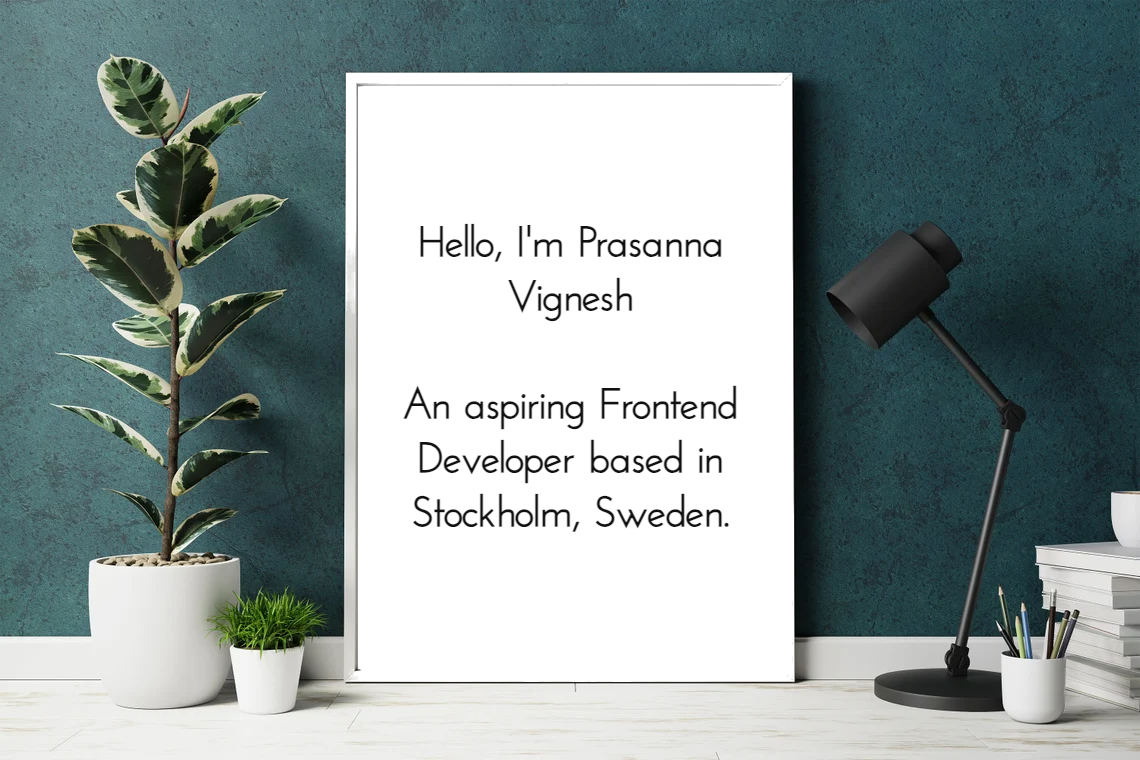 Hello, I'm Prasanna
Vignesh
An aspiring Frontend
Developer based in
Stockholm, Sweden.